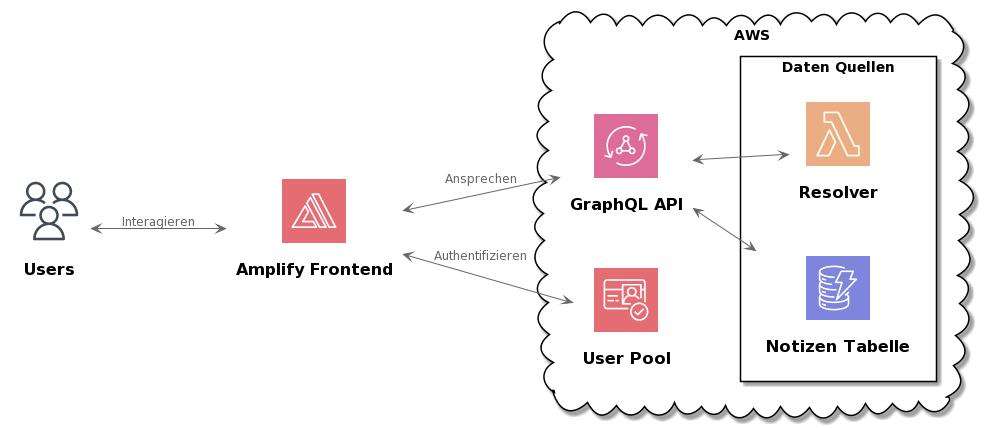 AWS
Daten Quellen
Ansprechen
GraphQL API
Resolver
Interagieren
Users
Amplify Frontend
Authentifizieren
User Pool
Notizen Tabelle